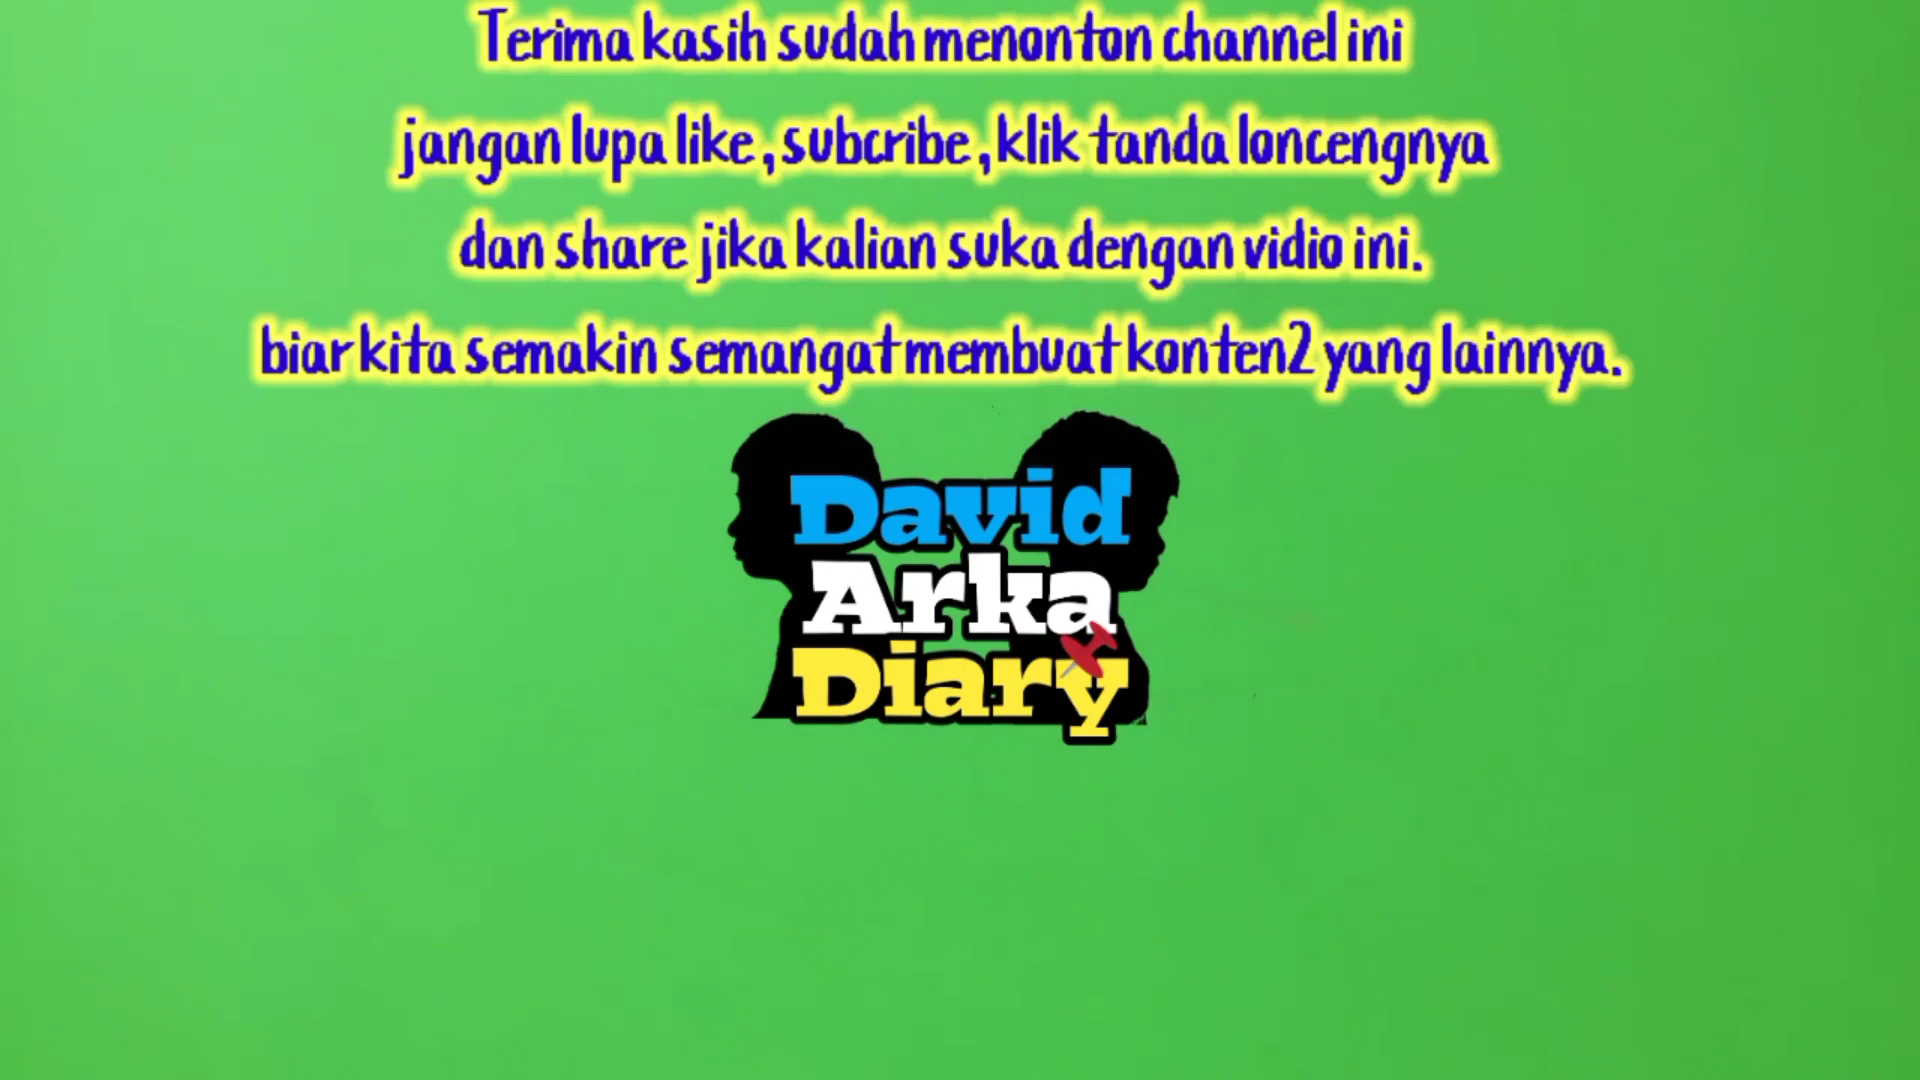 Terima kasih sudah menonton channel ini
jangan lupa like, subcribe, klik tanda loncengnya
dan share jika kalian suka dengan vidio ini.
biar kita semakin semangat membuat konten2 yang lainnya.
David
Arka
Diary